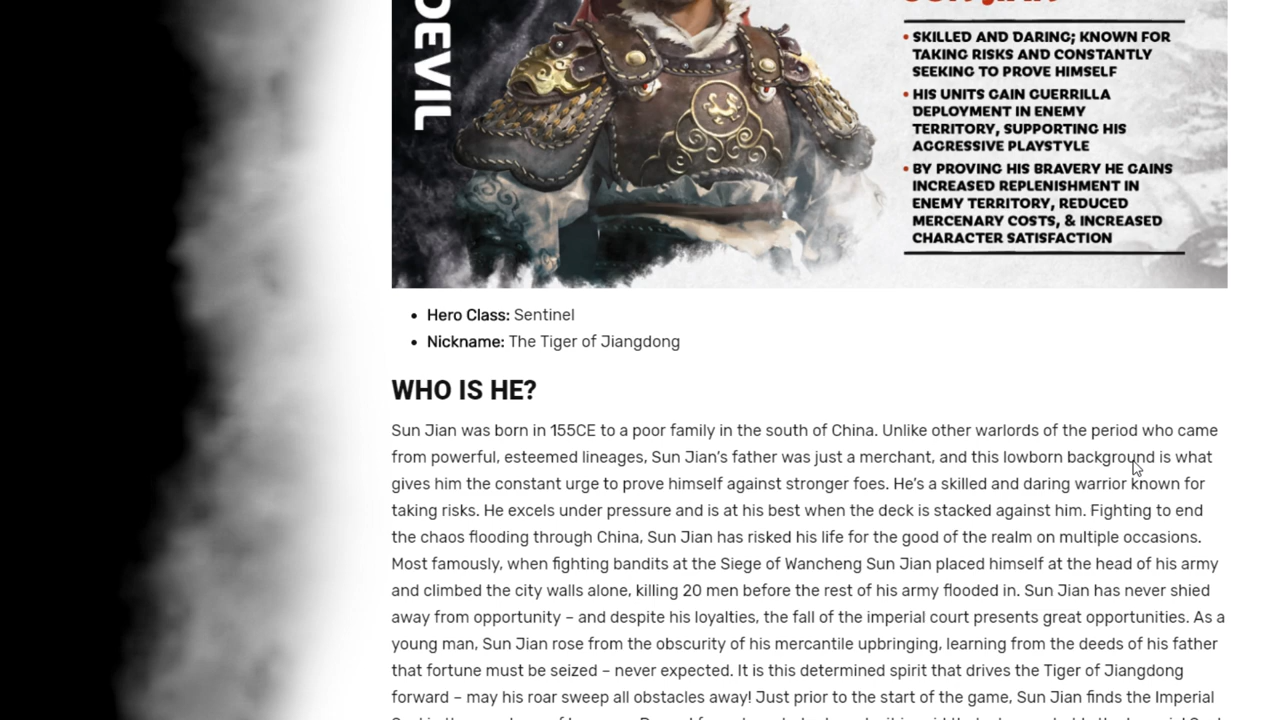 DEVIL
• SKILLED AND DARING; KNOWN FOR
TAKING RISKS AND CONSTANTLY
SEEKING TO PROVE HIMSELF
• HIS UNITS GAIN GUERRILLA
DEPLOYMENT IN ENEMY
TERRITORY, SUPPORTING HIS
AGGRESSIVE PLAYSTYLE
• BY PROVING HIS BRAVERY HE GAINS
INCREASED REPLENISHMENT IN
ENEMY TERRITORY, REDUCED
MERCENARY COSTS, & INCREASED
CHARACTER SATISFACTION
• Hero Class: Sentinel
• Nickname: The Tiger of Jiangdong
WHO IS HE?
Sun Jian was born in 155CE to a poor family in the south of China. Unlike other warlords of the period who came
from powerful, esteemed lineages, Sun Jian's father was just a merchant, and this lowborn background is what
gives him the constant urge to prove himself against stronger foes. He's a skilled and daring warrior known for
taking risks. He excels under pressure and is at his best when the deck is stacked against him. Fighting to end
the chaos flooding through China, Sun Jian has risked his life for the good of the realm on multiple occasions.
Most famously, when fighting bandits at the Siege of Wancheng Sun Jian placed himself at the head of his army
and climbed the city walls alone, killing 20 men before the rest of his army flooded in. Sun Jian has never shied
away from opportunity – and despite his loyalties, the fall of the imperial court presents great opportunities. As a
young man, Sun Jian rose from the obscurity of his mercantile upbringing, learning from the deeds of his father
that fortune must be seized – never expected. It is this determined spirit that drives the Tiger of Jiangdong
forward – may his roar sweep all obstacles away! Just prior to the start of the game, Sun Jian finds the Imperial